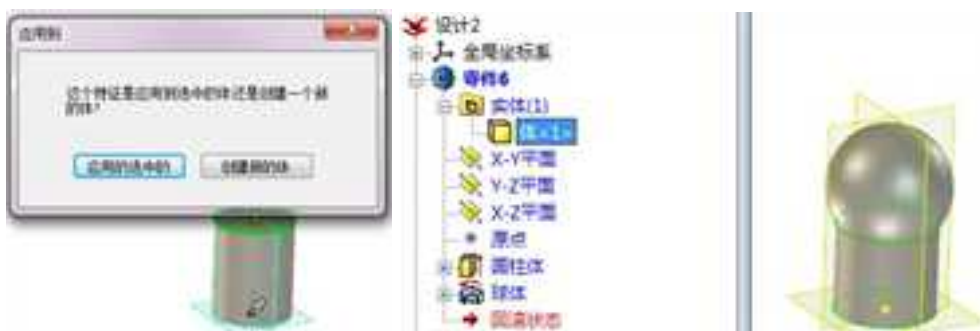 应用到
这个特征是应用到选中的体还是创建一个新
的体?
应用到选中的
创建新的体
设计2
全局坐标系
零件6
实体(1)
体<1>
X-Y平面
Y-Z平面
X-Z平面
原点
圆柱体
球体
回滚状态